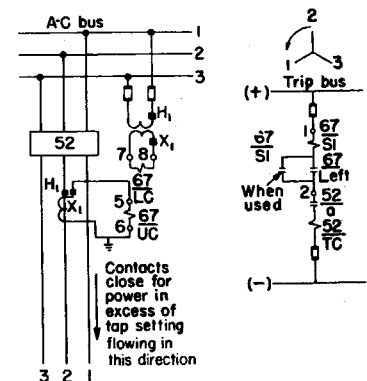 A-C bus
1
2
3
H1
X1
7 8
67
LC
52
H1
X1
5
6
67
UC
Contacts
close for
power in
excess of
tap setting
flowing in
this direction
3 2 1
2
1 3
Trip bus
(+)
1
67
SI
67
SI
67
Left
When
used
2
52
a
52
TC
(-)